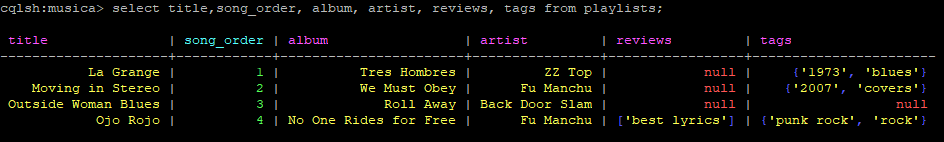 cqlsh:musica> select title,song_order, album, artist, reviews, tags from playlists;
title | song_order | album | artist | reviews | tags
La Grange | 1 | Tres Hombres | ZZ Top | null | {'1973', 'blues'}
Moving in Stereo | 2 | We Must Obey | Fu Manchu | null | {'2007', 'covers'}
Outside Woman Blues | 3 | Roll Away | Back Door Slam | null | null
Ojo Rojo | 4 | No One Rides for Free | Fu Manchu | ['best lyrics'] | {'punk rock', 'rock'}